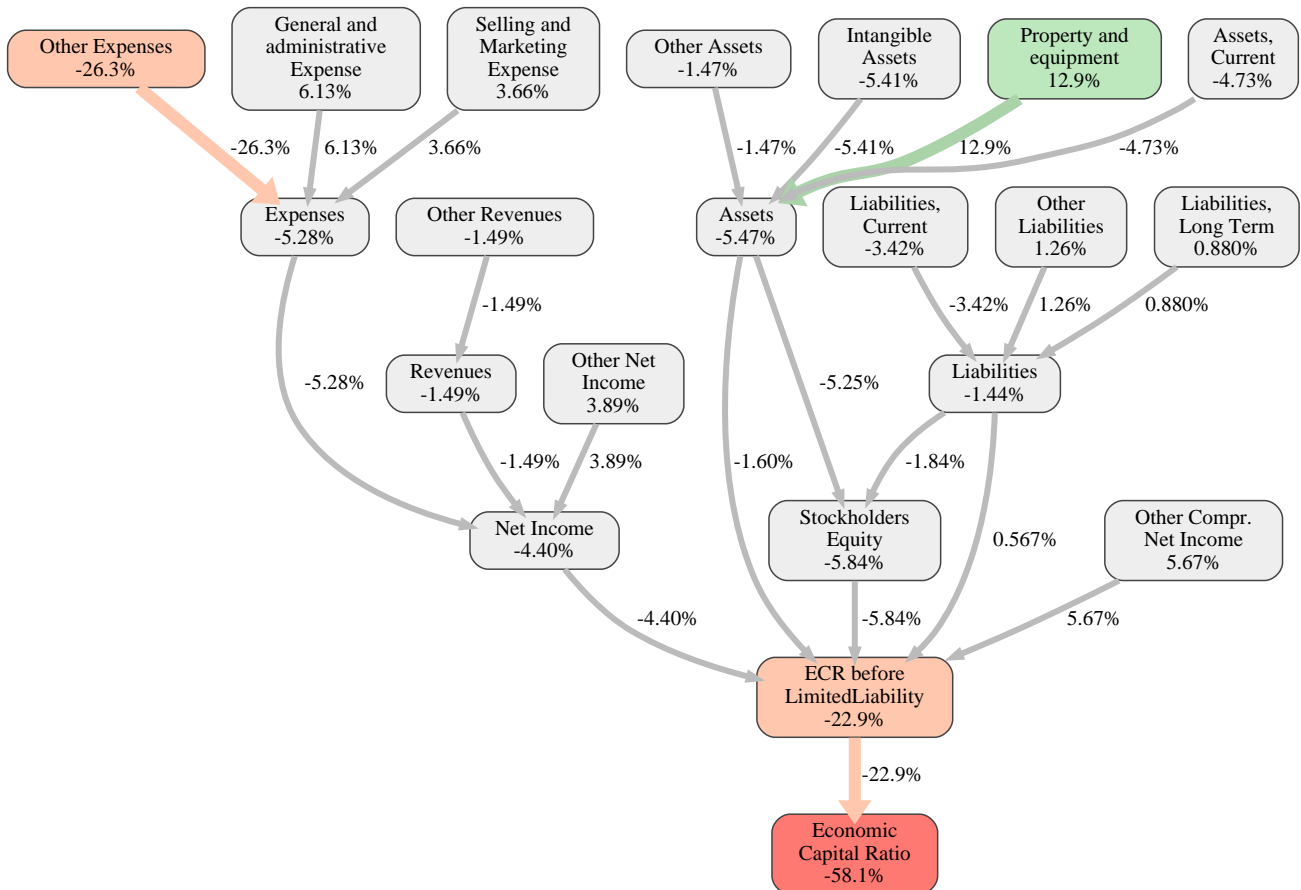 Other Expenses
-26.3%
General and
administrative
Expense
6.13%
Selling and
Marketing
Expense
3.66%
Other Assets
-1.47%
Intangible
Assets
-5.41%
Property and
equipment
12.9%
Assets,
Current
-4.73%
-26.3%
6.13%
3.66%
-1.47%
-5.41%
12.9%
-4.73%
Expenses
-5.28%
Other Revenues
-1.49%
Assets
-5.47%
Liabilities,
Current
-3.42%
Other
Liabilities
1.26%
Liabilities,
Long Term
0.880%
-1.49%
-3.42%
1.26%
0.880%
-5.28%
Revenues
-1.49%
Other Net
Income
3.89%
-5.25%
Liabilities
-1.44%
-1.49%
3.89%
-1.60%
-1.84%
Net Income
-4.40%
Stockholders
Equity
-5.84%
0.567%
Other Compr.
Net Income
5.67%
-4.40%
-5.84%
5.67%
ECR before
LimitedLiability
-22.9%
-22.9%
Economic
Capital Ratio
-58.1%